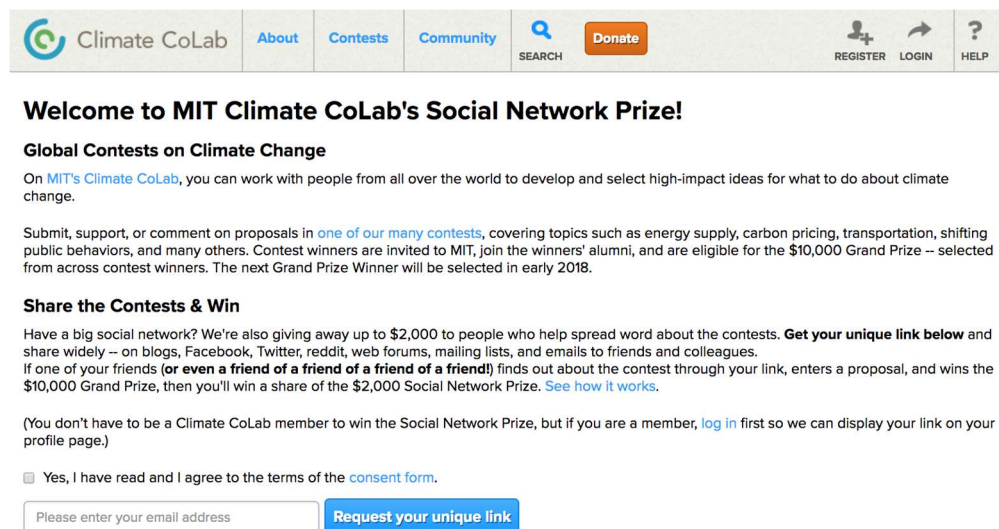 Climate CoLab
About
Contests
Community
SEARCH
Donate
REGISTER
LOGIN
?
HELP
Welcome to MIT Climate CoLab's Social Network Prize!
Global Contests on Climate Change
On MIT's Climate CoLab, you can work with people from all over the world to develop and select high-impact ideas for what to do about climate
change.
Submit, support, or comment on proposals in one of our many contests, covering topics such as energy supply, carbon pricing, transportation, shifting
public behaviors, and many others. Contest winners are invited to MIT, join the winners' alumni, and are eligible for the $10,000 Grand Prize -- selected
from across contest winners. The next Grand Prize Winner will be selected in early 2018.
Share the Contests & Win
Have a big social network? We're also giving away up to $2,000 to people who help spread word about the contests. Get your unique link below and
share widely -- on blogs, Facebook, Twitter, reddit, web forums, mailing lists, and emails to friends and colleagues.
If one of your friends (or even a friend of a friend of a friend of a friend!) finds out about the contest through your link, enters a proposal, and wins the
$10,000 Grand Prize, then you'll win a share of the $2,000 Social Network Prize. See how it works.
(You don't have to be a Climate CoLab member to win the Social Network Prize, but if you are a member, log in first so we can display your link on your
profile page.)
Yes, I have read and I agree to the terms of the consent form.
Please enter your email address
Request your unique link